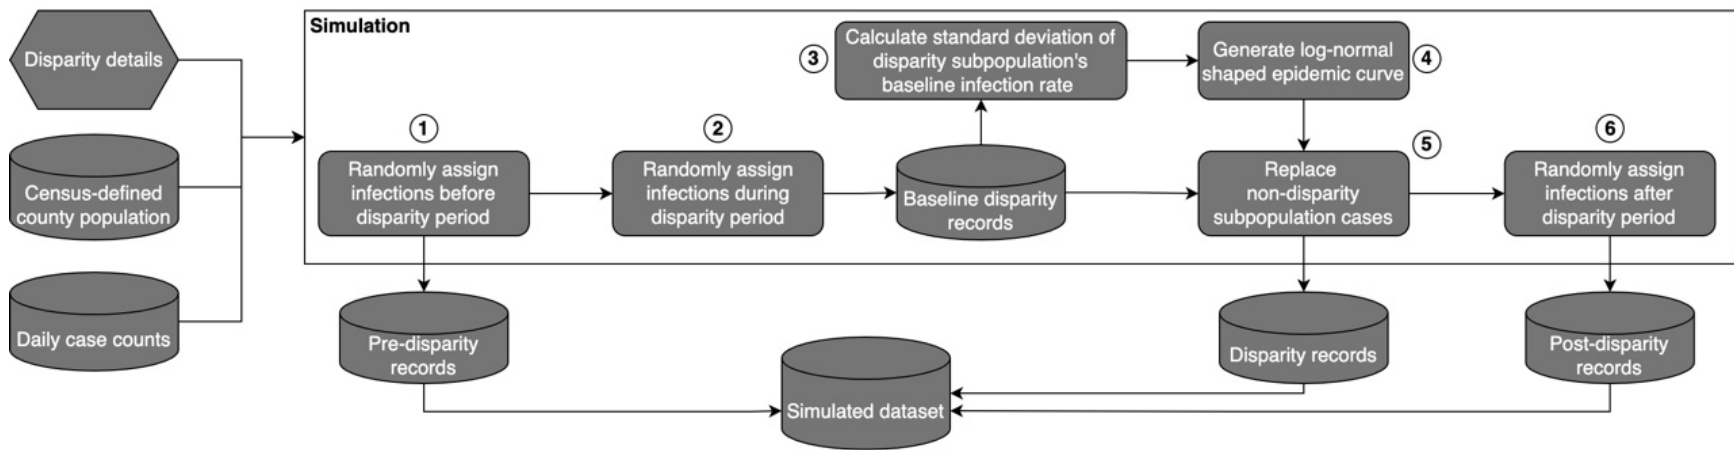 Simulation
Disparity details
Census-defined
county population
Daily case counts
1
Randomly assign
infections before
disparity period
2
Randomly assign
infections during
disparity period
Baseline disparity
records
3
Calculate standard deviation of
disparity subpopulation's
baseline infection rate
4
Generate log-normal
shaped epidemic curve
5
Replace
non-disparity
subpopulation cases
6
Randomly assign
infections after
disparity period
Pre-disparity
records
Disparity records
Post-disparity
records
Simulated dataset